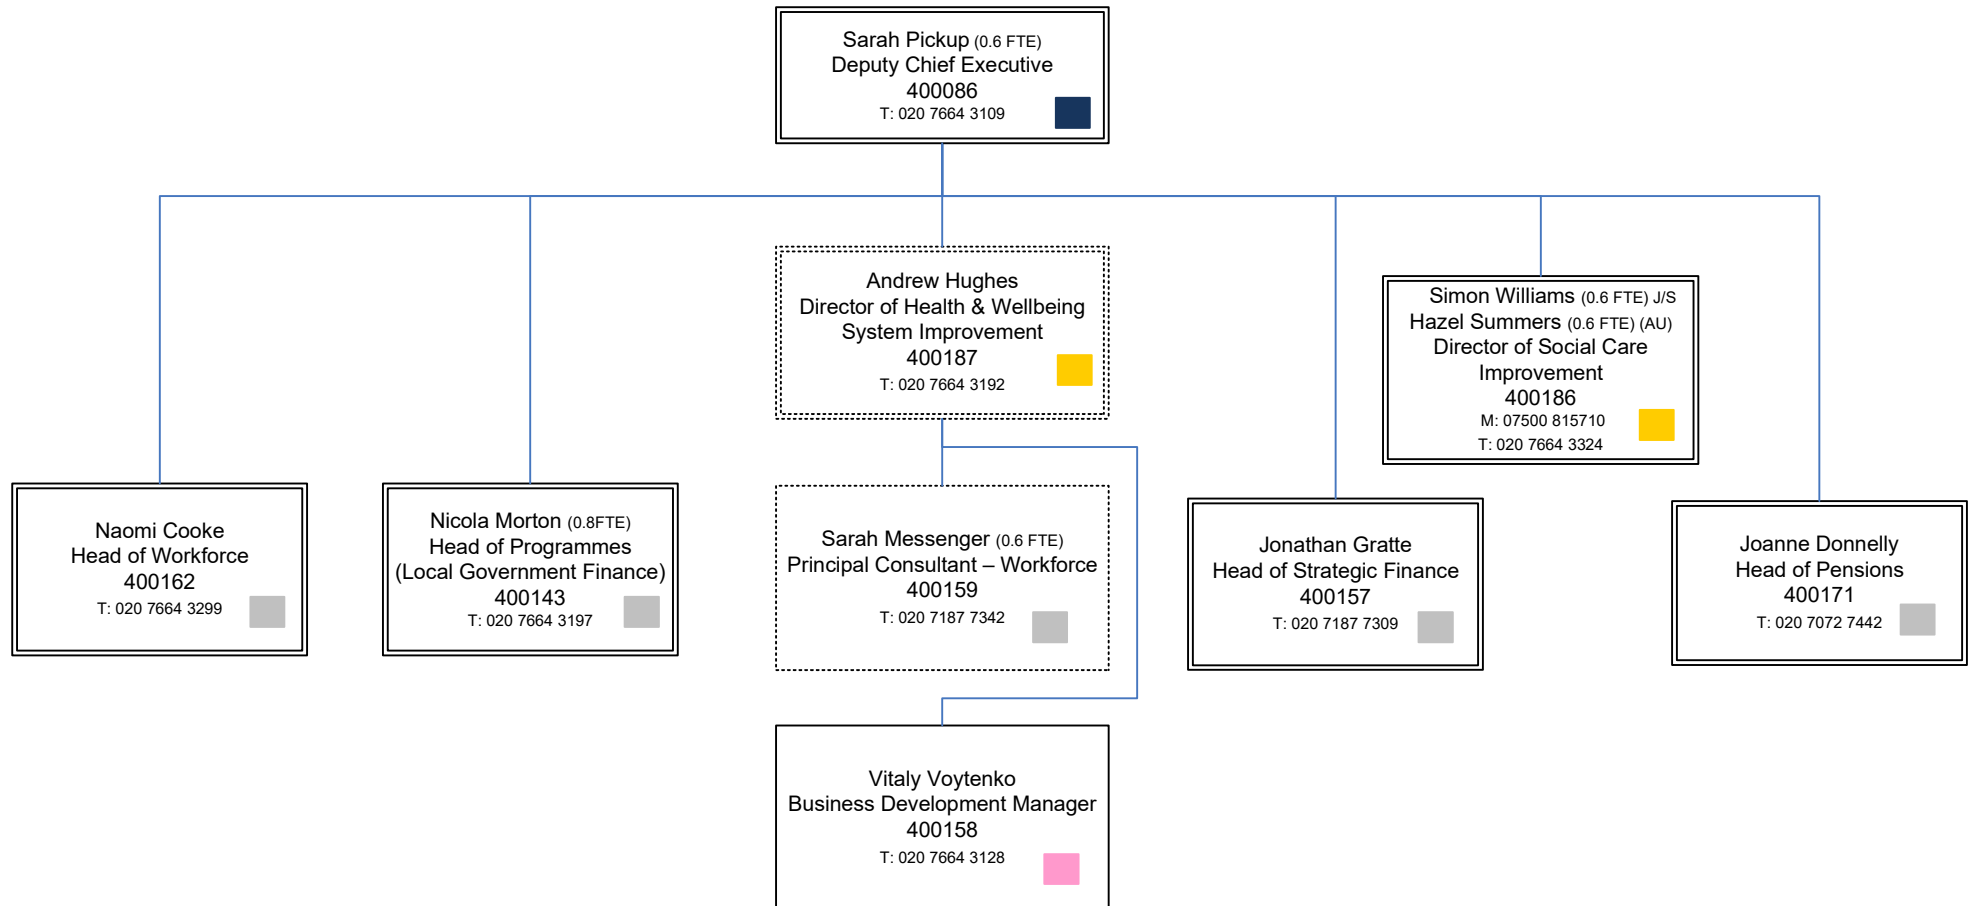 Sarah Pickup (0.6 FTE)
Deputy Chief Executive
400086
T: 020 7664 3109
Andrew Hughes
Director of Health & Wellbeing
System Improvement
400187
T: 020 7664 3192
Simon Williams (0.6 FTE) J/S
Hazel Summers (0.6 FTE) (AU)
Director of Social Care
Improvement
400186
M: 07500 815710
T: 020 7664 3324
Naomi Cooke
Head of Workforce
400162
T: 020 7664 3299
Nicola Morton (0.8FTE)
Head of Programmes
(Local Government Finance)
400143
T: 020 7664 3197
Sarah Messenger (0.6 FTE)
Principal Consultant – Workforce
400159
T: 020 7187 7342
Jonathan Gratte
Head of Strategic Finance
400157
T: 020 7187 7309
Joanne Donnelly
Head of Pensions
400171
T: 020 7072 7442
Vitaly Voytenko
Business Development Manager
400158
T: 020 7664 3128